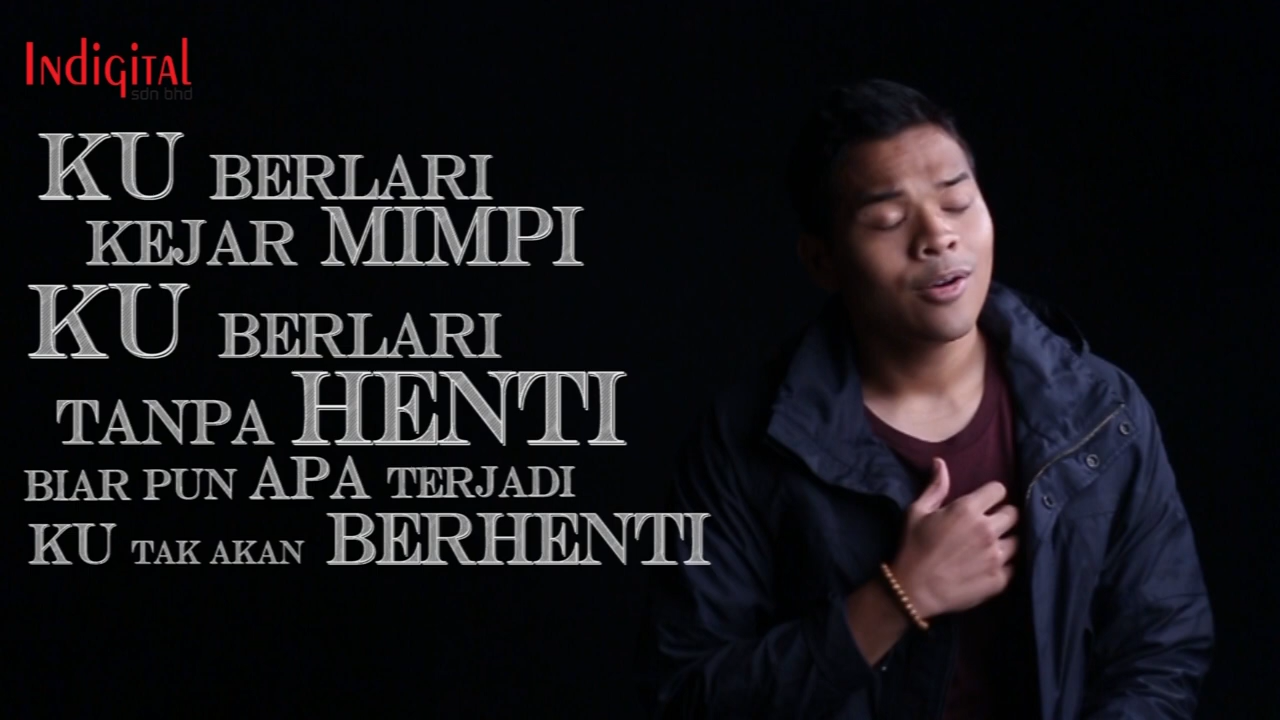 Indigital
sdn bhd
KU BERLARI
KEJAR MIMPI
KU BERLARI
TANPA HENTI
BIAR PUN APA TERJADI
KU TAK AKAN BERHENTI